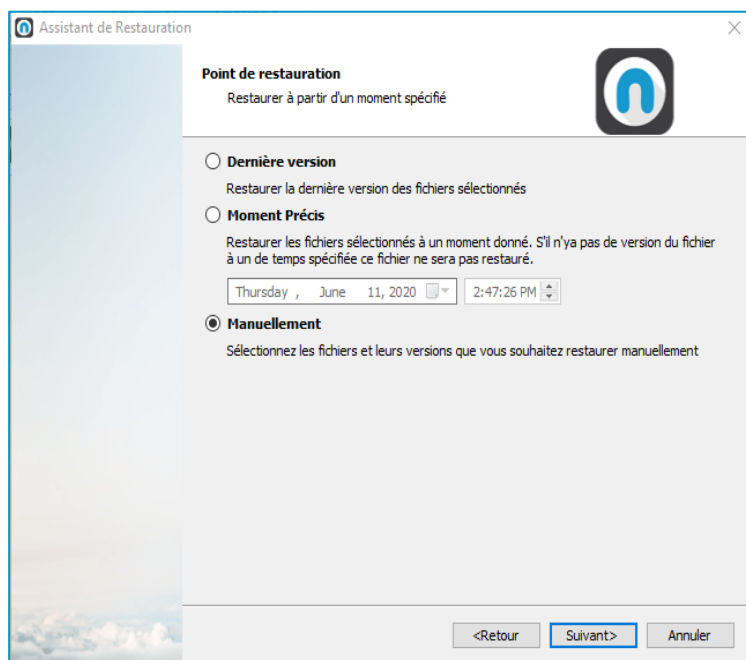 Assistant de Restauration
Point de restauration
Restaurer à partir d'un moment spécifié
Dernière version
Restaurer la dernière version des fichiers sélectionnés
Moment Précis
Restaurer les fichiers sélectionnés à un moment donné. S'il n'ya pas de version du fichier
à un de temps spécifiée ce fichier ne sera pas restauré.
Thursday , June 11, 2020 2:47:26 PM
Manuellement
Sélectionnez les fichiers et leurs versions que vous souhaitez restaurer manuellement
<Retour Suivant> Annuler